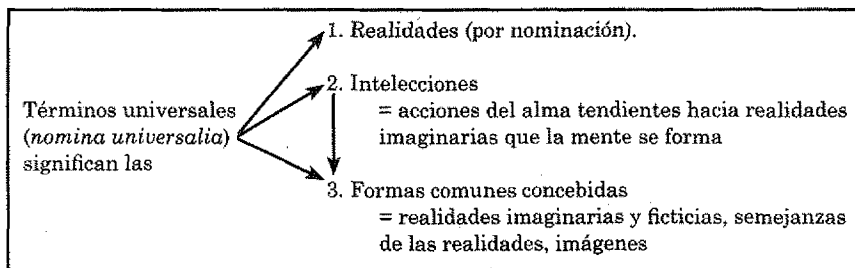 1. Realidades (por nominación).
2. Intelecciones
= acciones del alma tendientes hacia realidades
imaginarias que la mente se forma
Términos universales
(nomina universalia)
significan las
3. Formas comunes concebidas
= realidades imaginarias y ficticias, semejanzas
de las realidades, imágenes